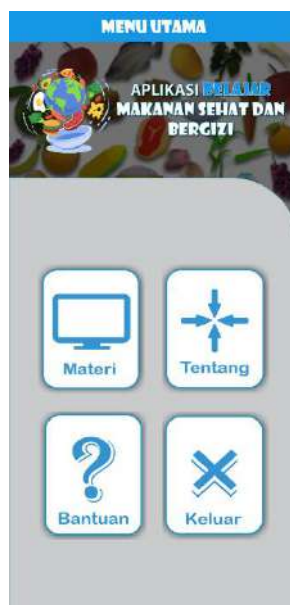 MENU UTAMA
APLIKASI BELAJAR
MAKANAN SEHAT DAN
BERGIZI
Materi
Tentang
Bantuan
Keluar